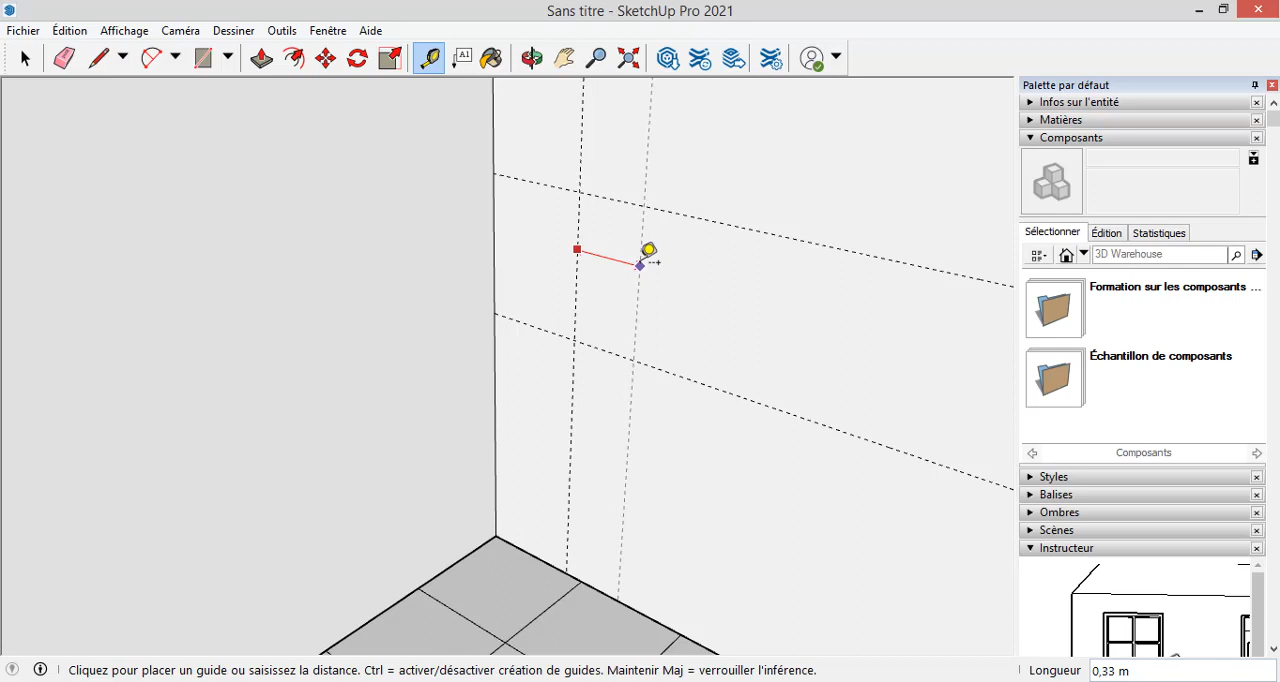 Sans titre - SketchUp Pro 2021
Fichier Édition Affichage Caméra Dessiner Outils Fenêtre Aide
A1
Palette par défaut
Infos sur l'entité
Matières
Composants
Sélectionner Édition Statistiques
3D Warehouse
Formation sur les composants ...
Échantillon de composants
Composants
Styles
Balises
Ombres
Scènes
Instructeur
Cliquez pour placer un guide ou saisissez la distance. Ctrl = activer/désactiver création de guides. Maintenir Maj = verrouiller l'inférence.
Longueur 0,33 m